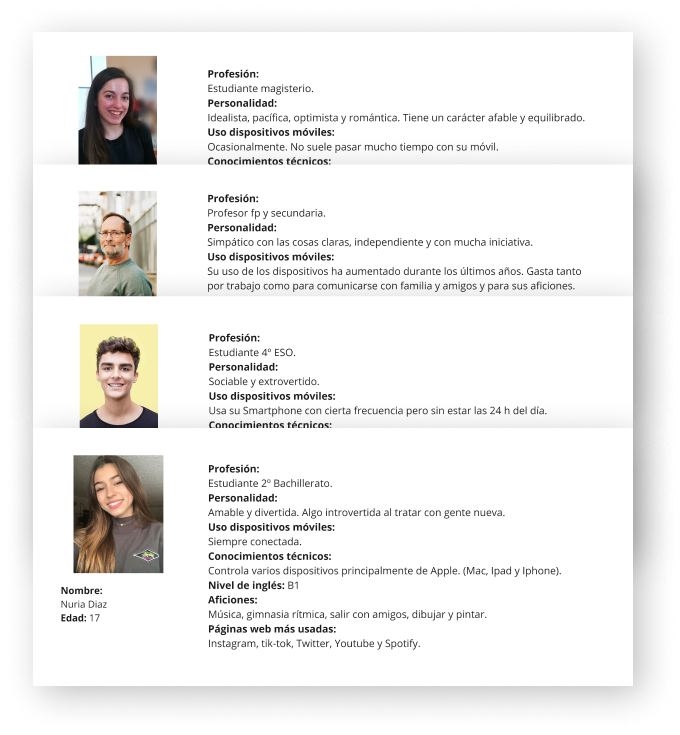 Profesión:
Estudiante magisterio.
Personalidad:
Idealista, pacífica, optimista y romántica. Tiene un carácter afable y equilibrado.
Uso dispositivos móviles:
Ocasionalmente. No suele pasar mucho tiempo con su móvil.
Conocimientos técnicos:
Profesión:
Profesor fp y secundaria.
Personalidad:
Simpático con las cosas claras, independiente y con mucha iniciativa.
Uso dispositivos móviles:
Su uso de los dispositivos ha aumentado durante los últimos años. Gasta tanto
por trabajo como para comunicarse con familia y amigos y para sus aficiones.
Profesión:
Estudiante 4º ESO.
Personalidad:
Sociable y extrovertido.
Uso dispositivos móviles:
Usa su Smartphone con cierta frecuencia pero sin estar las 24 h del día.
Conocimientos técnicos:
Profesión:
Estudiante 2º Bachillerato.
Personalidad:
Amable y divertida. Algo introvertida al tratar con gente nueva.
Uso dispositivos móviles:
Siempre conectada.
Conocimientos técnicos:
Controla varios dispositivos principalmente de Apple. (Mac, Ipad y Iphone).
Nivel de inglés: B1
Aficiones:
Música, gimnasia rítmica, salir con amigos, dibujar y pintar.
Páginas web más usadas:
Instagram, tik-tok, Twitter, Youtube y Spotify.
Nombre:
Nuria Diaz
Edad: 17